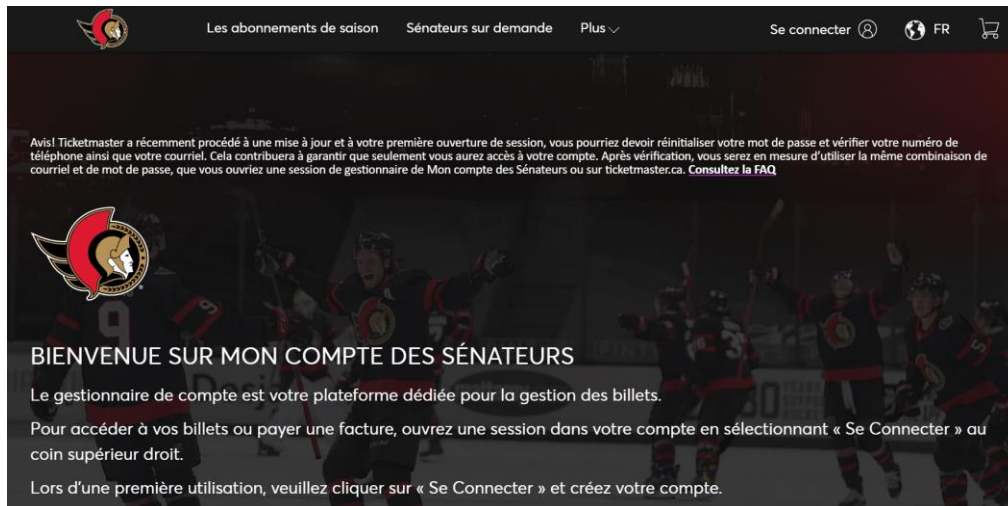 Les abonnements de saison Sénateurs sur demande Plus Se connecter FR
Avis! Ticketmaster a récemment procédé à une mise à jour et à votre première ouverture de session, vous pourriez devoir réinitialiser votre mot de passe et vérifier votre numéro de
téléphone ainsi que votre courriel. Cela contribuera à garantir que seulement vous aurez accès à votre compte. Après vérification, vous serez en mesure d'utiliser la même combinaison de
courriel et de mot de passe, que vous ouvriez une session de gestionnaire de Mon compte des Sénateurs ou sur ticketmaster.ca. Consultez la FAQ
9
BIENVENUE SUR MON COMPTE DES SÉNATEURS
Le gestionnaire de compte est votre plateforme dédiée pour la gestion des billets.
Pour accéder à vos billets ou payer une facture, ouvrez une session dans votre compte en sélectionnant « Se Connecter » au
coin supérieur droit.
Lors d'une première utilisation, veuillez cliquer sur « Se Connecter » et créez votre compte.